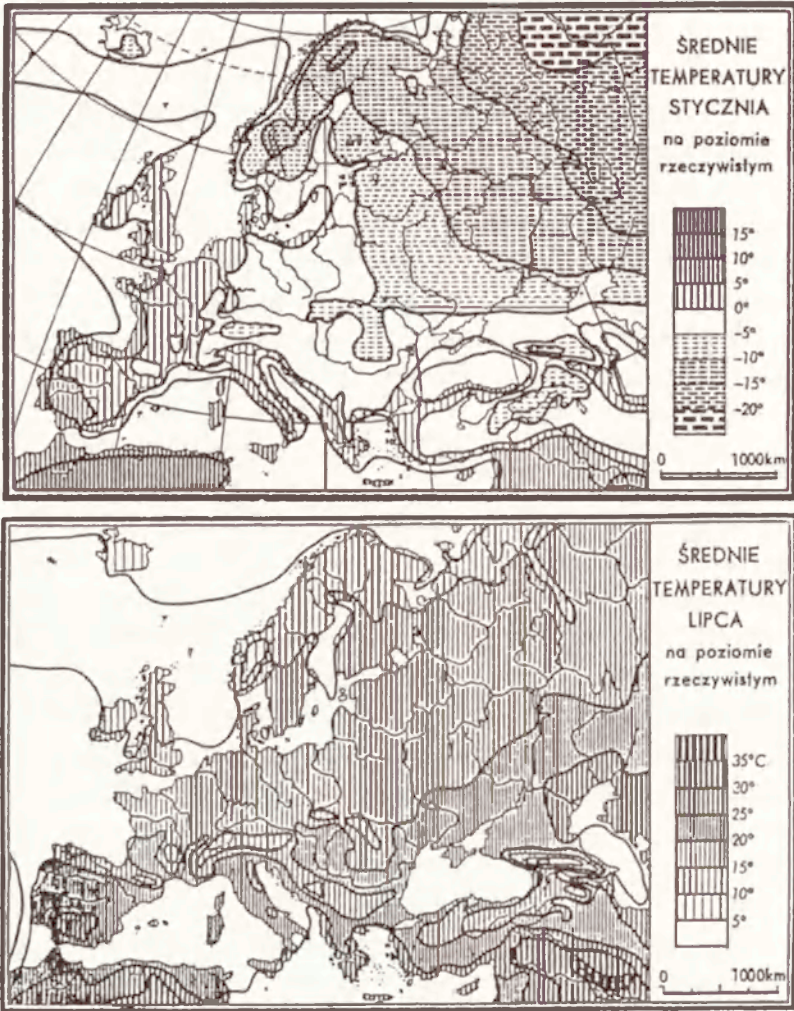 ŚREDNIE
TEMPERATURY
STYCZNIA
na poziomie
rzeczywistym
15°
10°
5°
0°
-5°
-10°
-15°
-20°
0 1000km
ŚREDNIE
TEMPERATURY
LIPCA
na poziomie
rzeczywistym
35°C
30°
25°
20°
15°
10°
5°
0 1000km